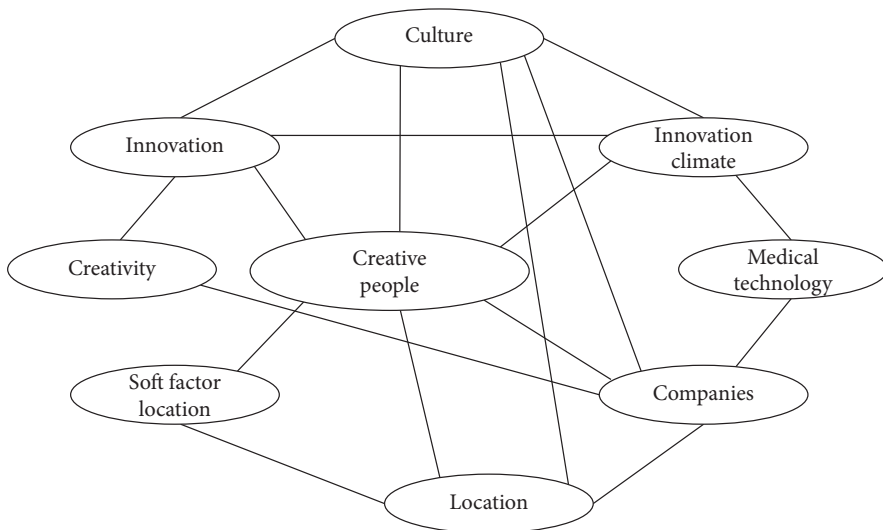 Culture
Innovation
Innovation
climate
Creativity
Creative
people
Medical
technology
Soft factor
location
Companies
Location